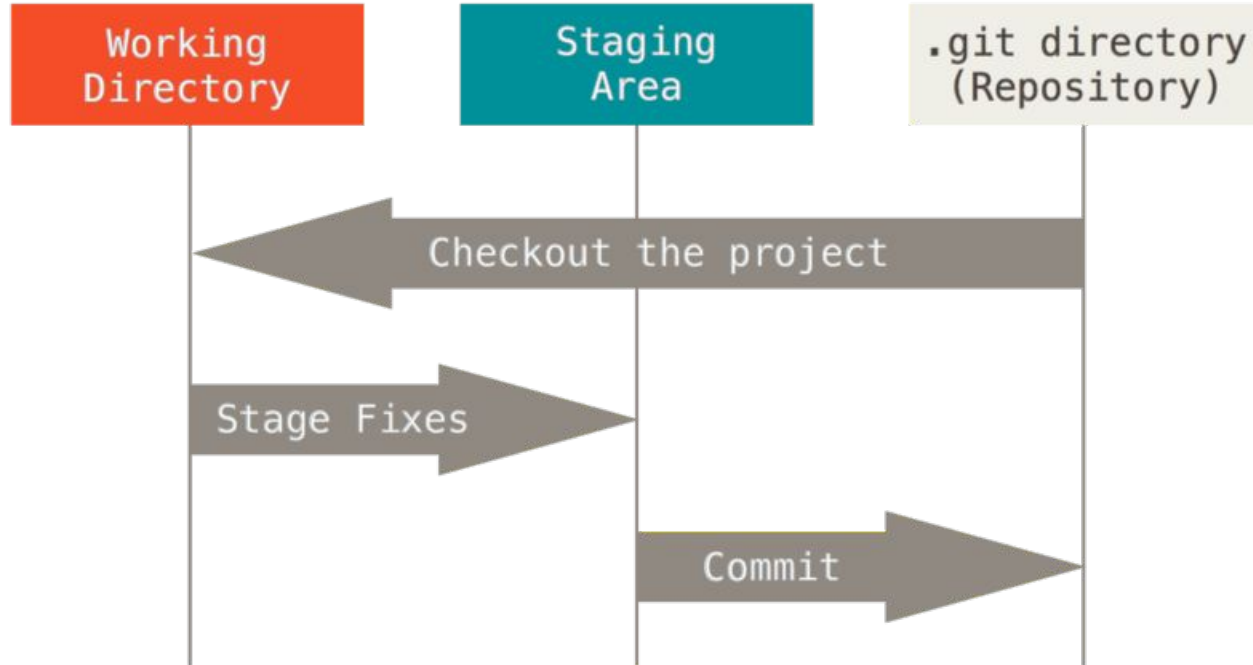 Working
Directory
Staging
Area
.git directory
(Repository)
Checkout the project
Stage Fixes
Commit